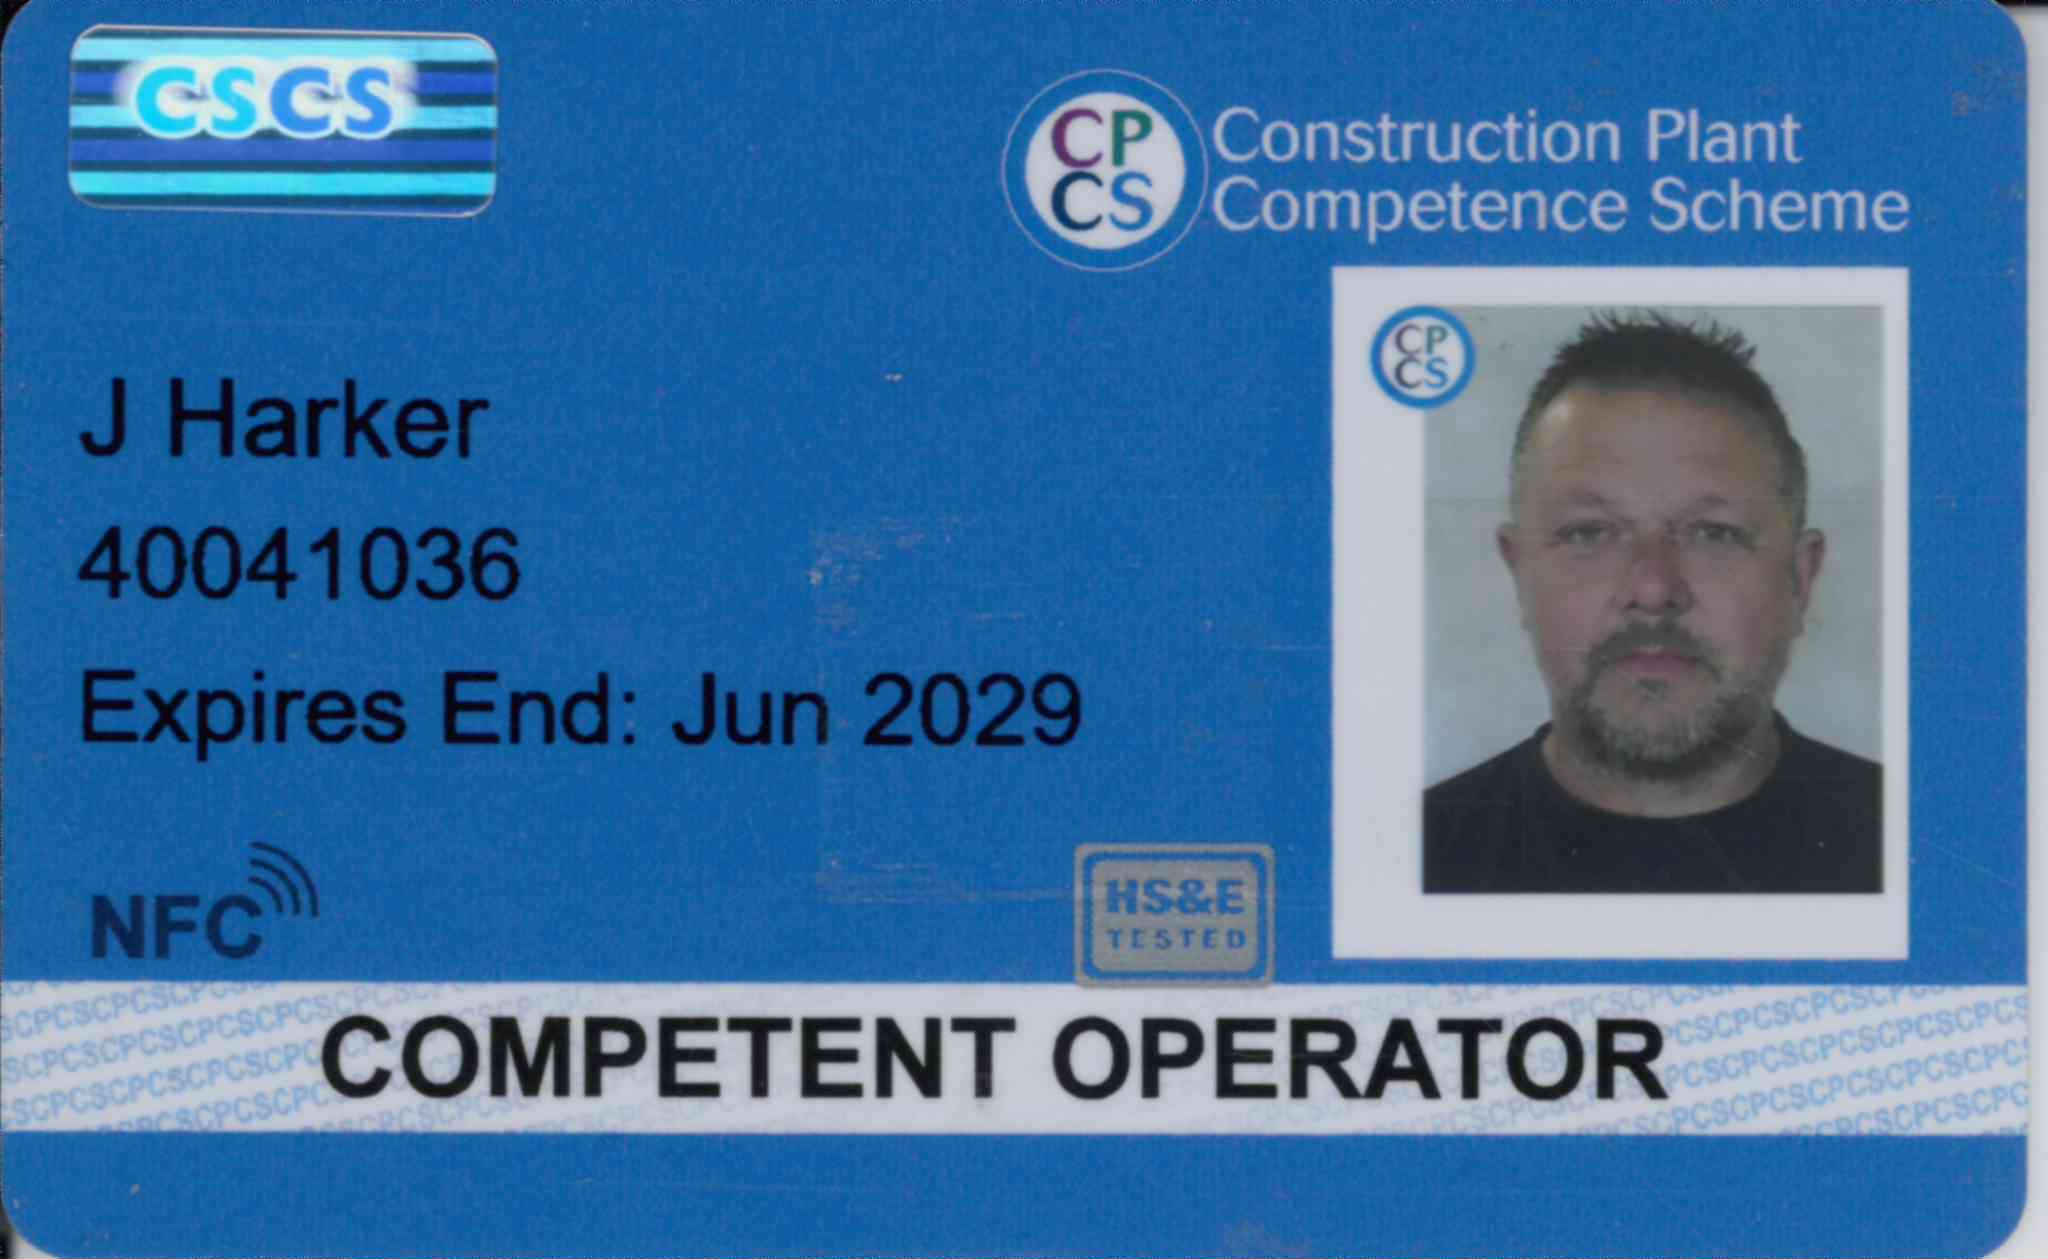 CSCS
CPCS
Construction Plant
Competence Scheme
CPCS
J Harker
40041036
Expires End: Jun 2029
NFC
HS&E
TESTED
COMPETENT OPERATOR